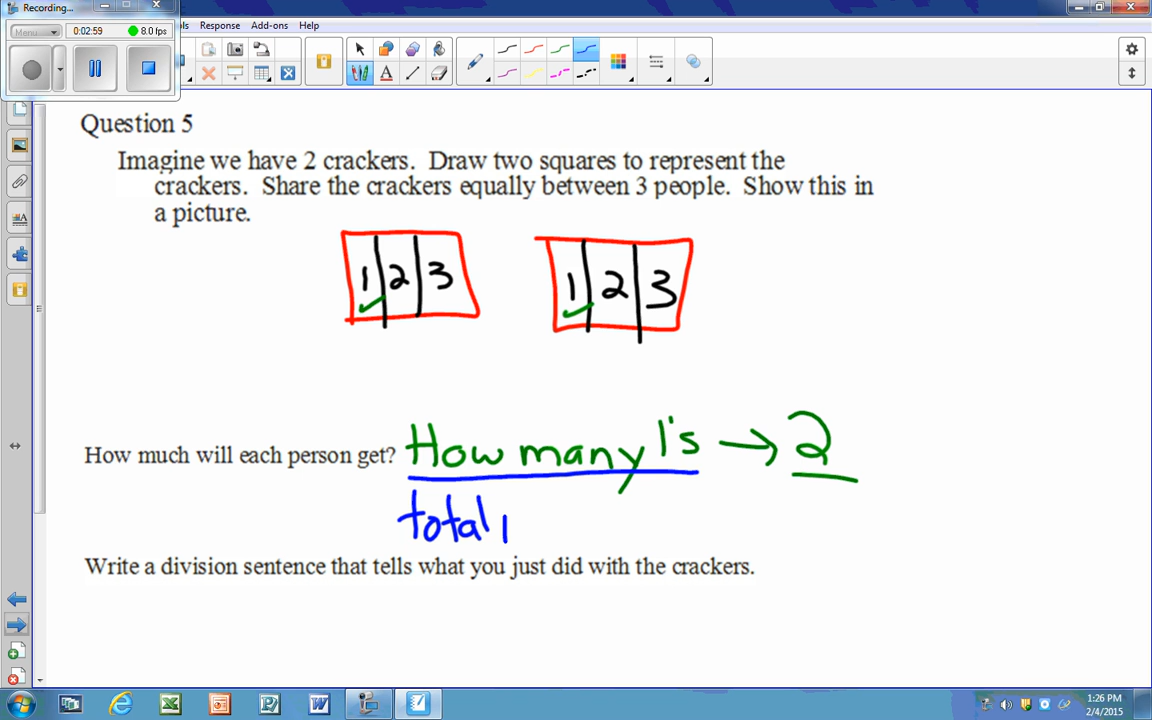 Recording...
Menu
0:02:59
8.0 fps
Response Add-ons Help
Question 5
Imagine we have 2 crackers. Draw two squares to represent the
crackers. Share the crackers equally between 3 people. Show this in
a picture.
1 2 3
1 2 3
How much will each person get? How many 1's → 2
total
Write a division sentence that tells what you just did with the crackers.
1:26 PM
2/4/2015